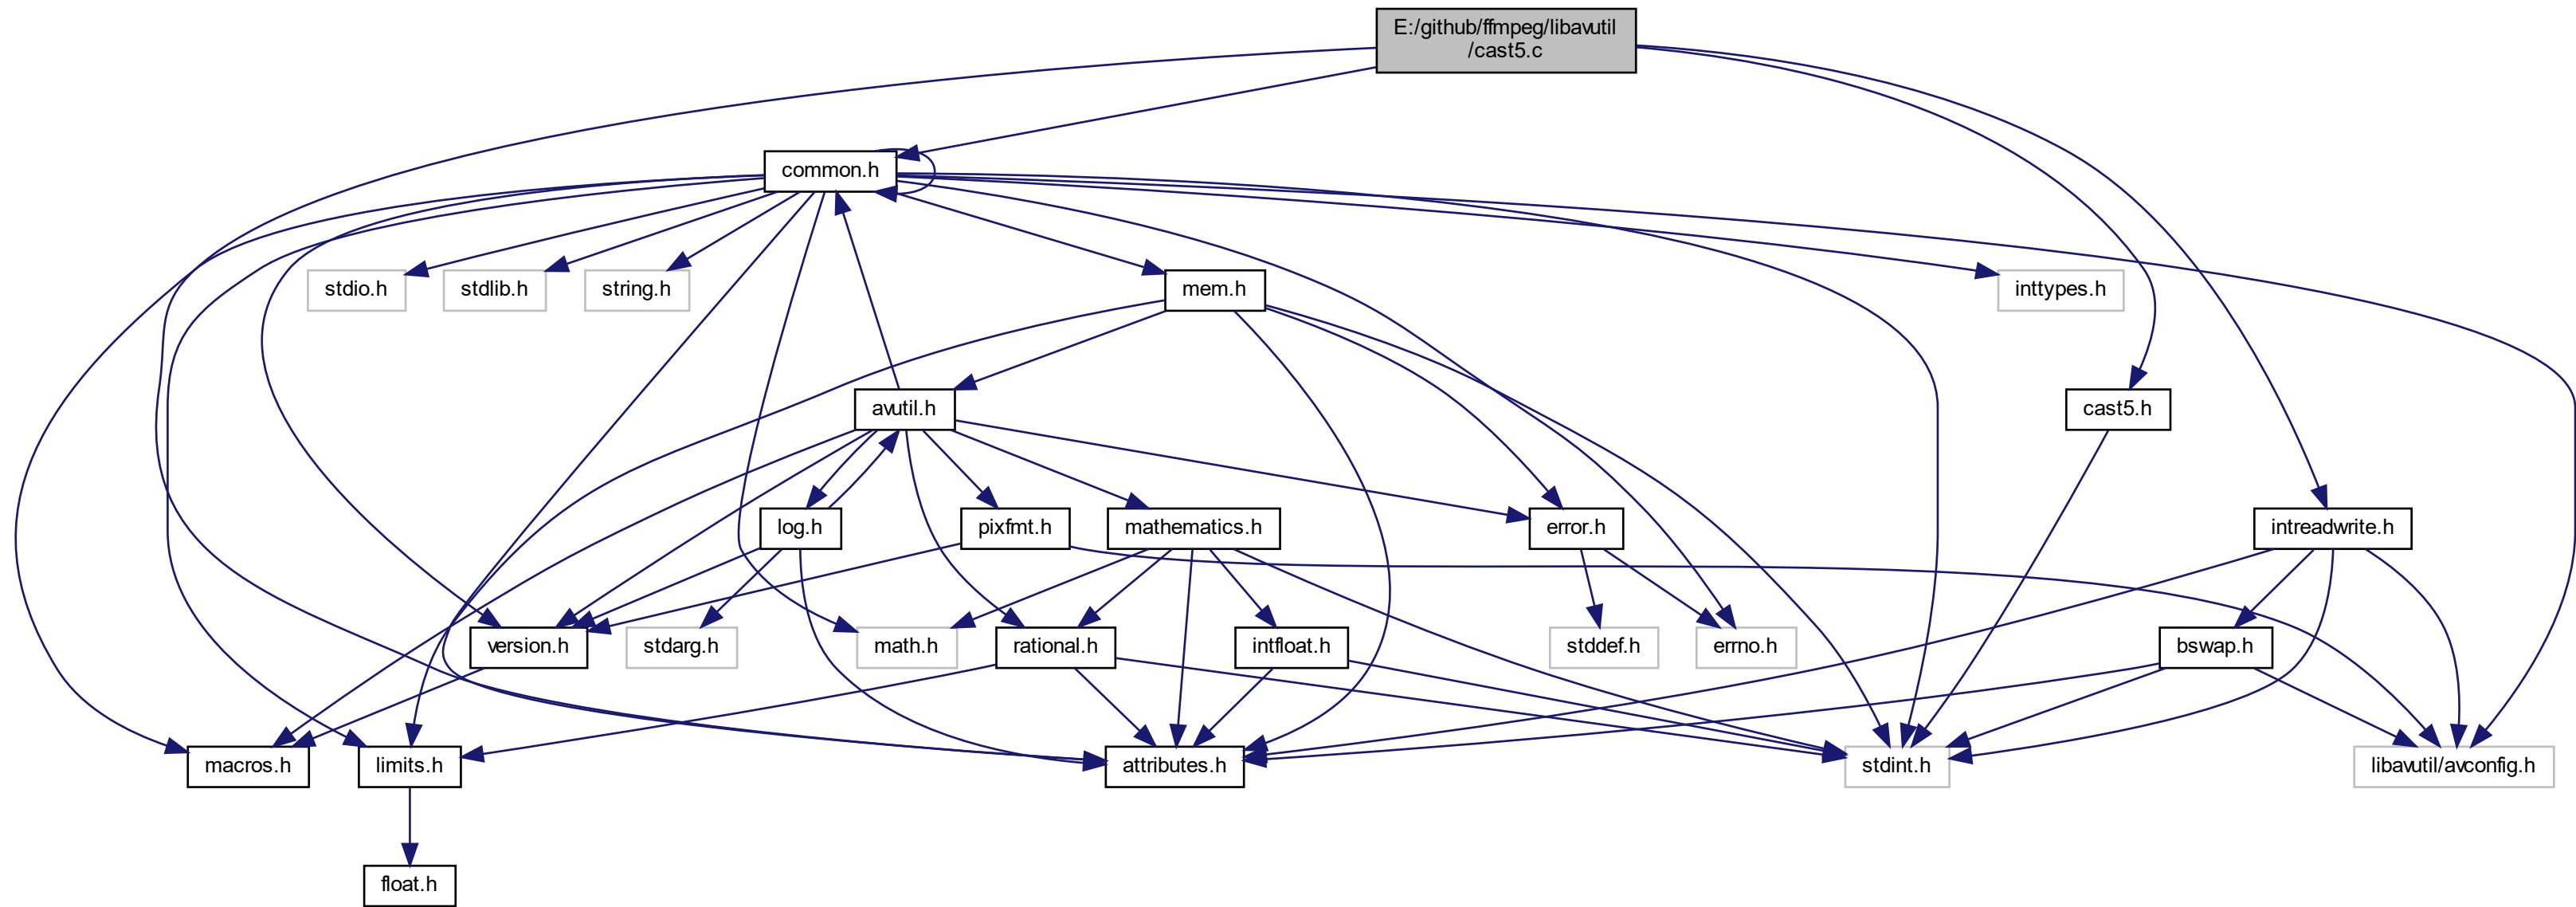 E:/github/ffmpeg/libavutil
/cast5.c
common.h
stdio.h
stdlib.h
string.h
mem.h
inttypes.h
avutil.h
cast5.h
log.h
pixfmt.h
mathematics.h
error.h
intreadwrite.h
version.h
stdarg.h
math.h
rational.h
intfloat.h
stddef.h
errno.h
bswap.h
macros.h
limits.h
attributes.h
stdint.h
libavutil/avconfig.h
float.h